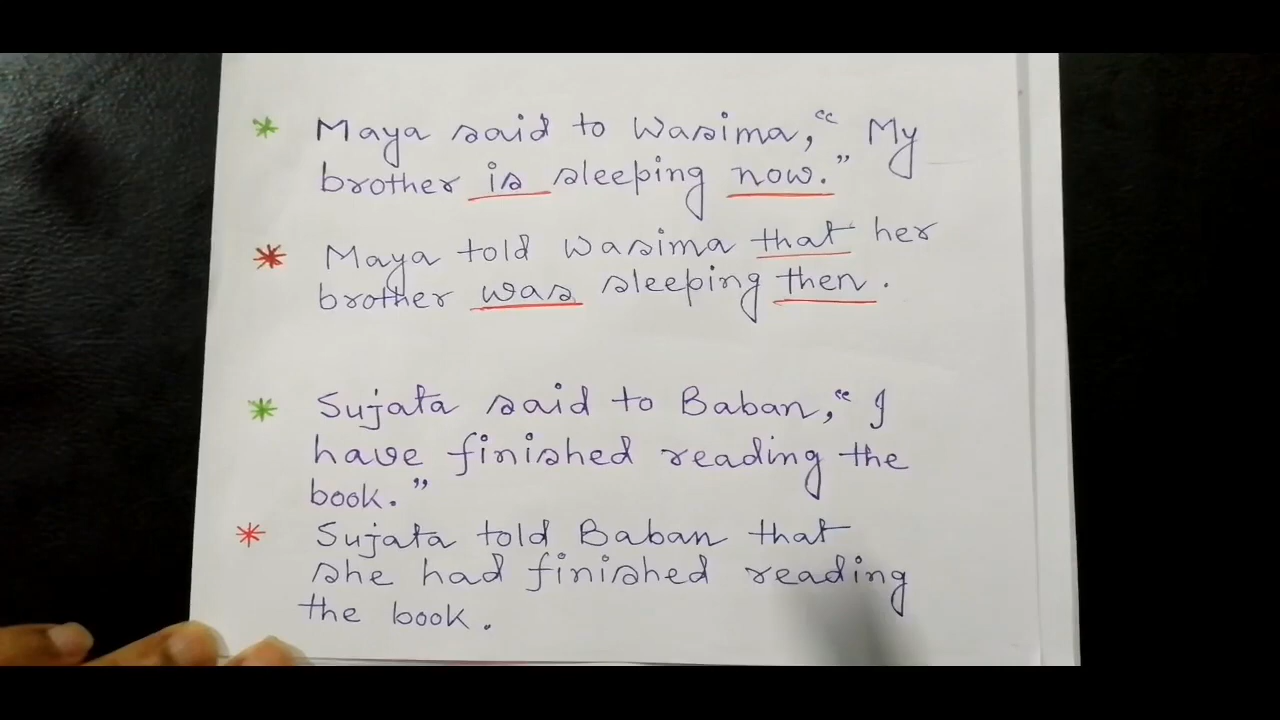 * Maya said to Wasima, “ My
brother is sleeping now.”
* Maya told Wasima that her
brother was sleeping then.
* Sujata said to Baban, “ I
have finished reading the
book.”
* Sujata told Baban that
she had finished reading
the book.